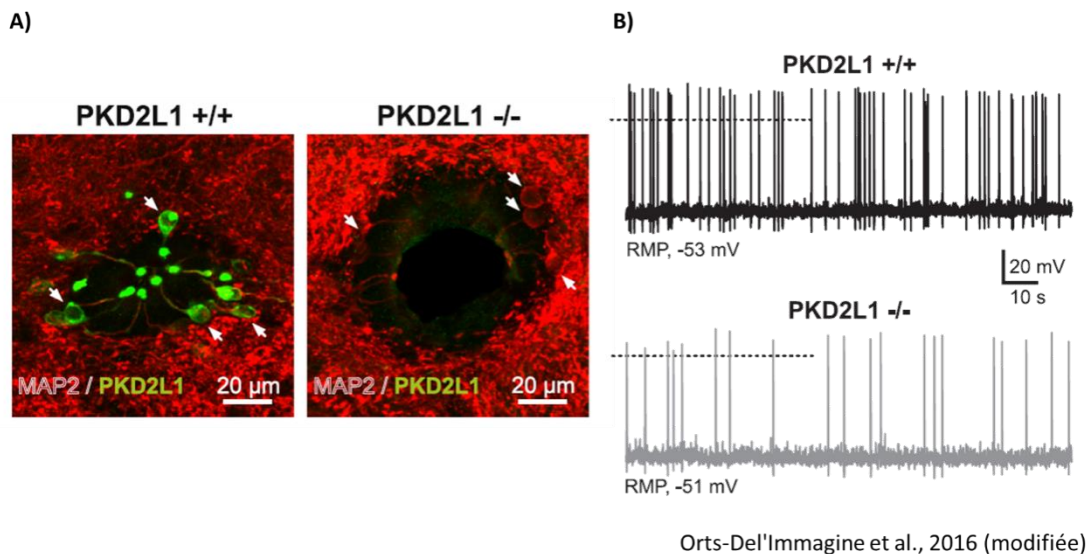 A)
PKD2L1 +/+
PKD2L1 -/-
MAP2 / PKD2L1
20 µm
MAP2 / PKD2L1
20 µm
B)
PKD2L1 +/+
RMP, -53 mV
20 mV
10 s
PKD2L1 -/-
RMP, -51 mV
Orts-Del'Immagine et al., 2016 (modifiée)